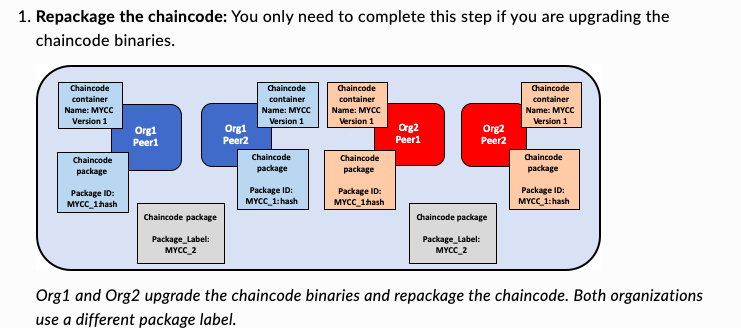 1. Repackage the chaincode: You only need to complete this step if you are upgrading the
chaincode binaries.
Chaincode
container
Name: MYCC
Version 1
Org1
Peer1
Chaincode
package
Package ID:
MYCC_1:hash
Chaincode
container
Name: MYCC
Version 1
Org1
Peer2
Chaincode
package
Package ID:
MYCC_1:hash
Chaincode package
Package_Label:
MYCC_2
Chaincode
container
Name: MYCC
Version 1
Org2
Peer1
Chaincode
package
Package ID:
MYCC_1:hash
Chaincode
container
Name: MYCC
Version 1
Org2
Peer2
Chaincode
package
Package ID:
MYCC_1:hash
Chaincode package
Package_Label:
MYCC_2
Org1 and Org2 upgrade the chaincode binaries and repackage the chaincode. Both organizations
use a different package label.